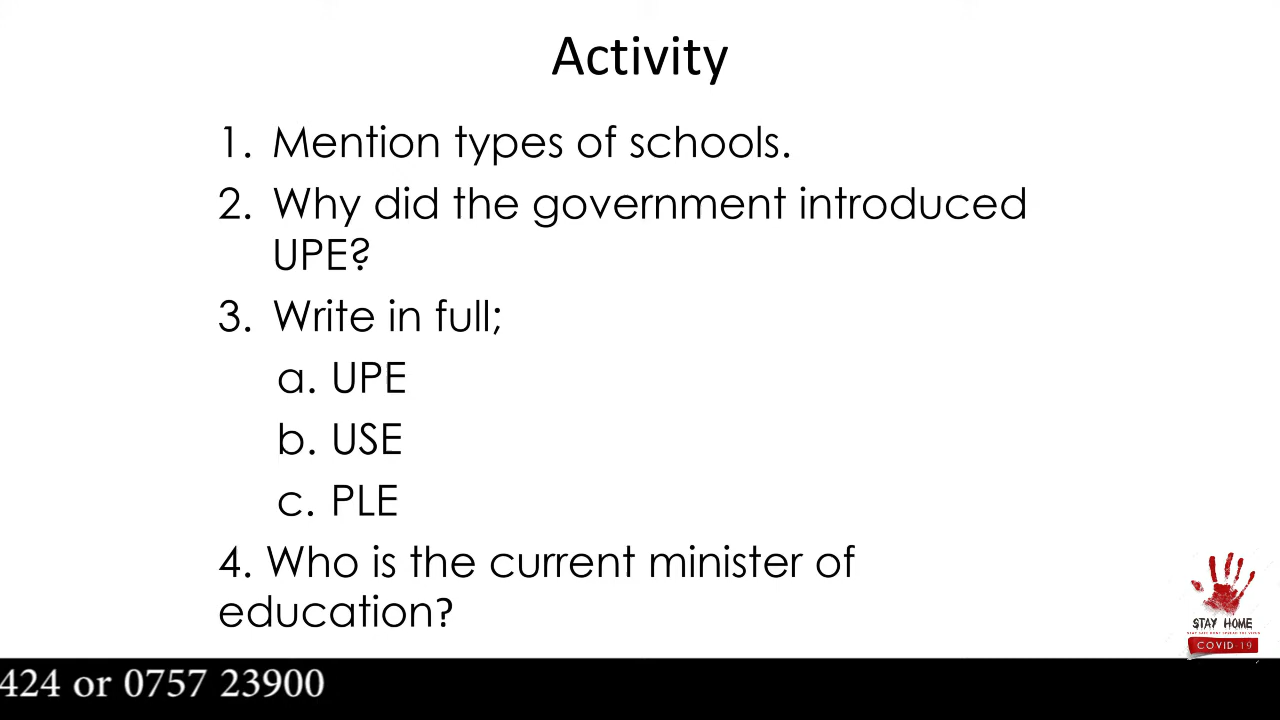 Activity
1. Mention types of schools.
2. Why did the government introduced
UPE?
3. Write in full;
a. UPE
b. USE
c. PLE
4. Who is the current minister of
education?
STAY HOME
COVID-19
424 or 0757 23900